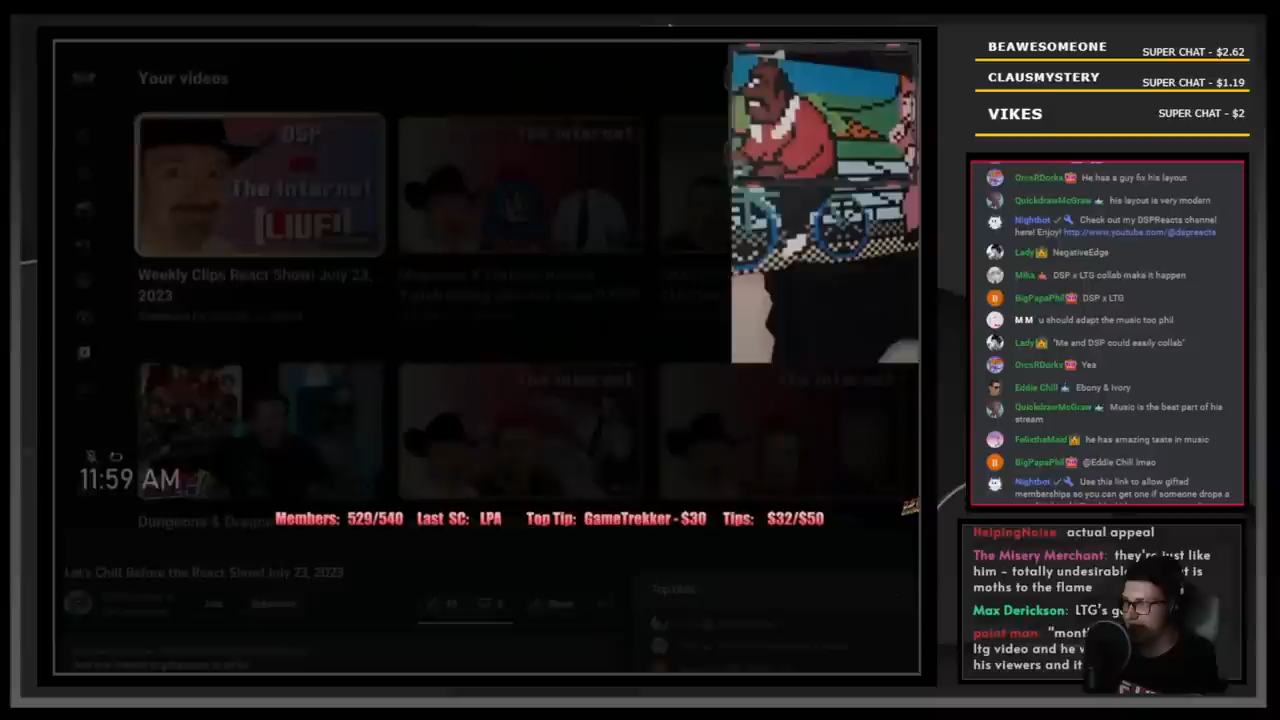 BEAWESOMEONE
SUPER CHAT - $2.62
CLAUSMYSTERY
SUPER CHAT - $1.19
VIKES
SUPER CHAT - $2
Your videos
DSP
The Internet
[LIVE]
The Internet
Weekly Clips React Show! July 23,
2023
11:59 AM
Members: 529/540 Last SC: LPA Top Tip: GameTrekker - $30 Tips: $32/$50
Let's Chill Before the React Show! July 23, 2023
Join
Share
OrcsRDorks He has a guy fix his layout
QuickdrawMcGraw his layout is very modern
Nightbot Check out my DSPReacts channel
here! Enjoy! http://www.youtube.com/@dspreacts
Lady NegativeEdge
Mika DSP x LTG collab make it happen
BigPapaPhil DSP x LTG
M M u should adapt the music too phil
Lady "Me and DSP could easily collab"
OrcsRDorks Yea
Eddie Chill Ebony & Ivory
QuickdrawMcGraw Music is the beat part of his
stream
FelixthaMaid he has amazing taste in music
BigPapaPhil @Eddie Chill lmao
Nightbot Use this link to allow gifted
memberships so you can get one if someone drops a
HelpingNoise actual appeal
The Misery Merchant: they're just like
him - totally undesirable is
moths to the flame
Max Derickson: LTG's
point man: "mont
ltg video and he
his viewers and it